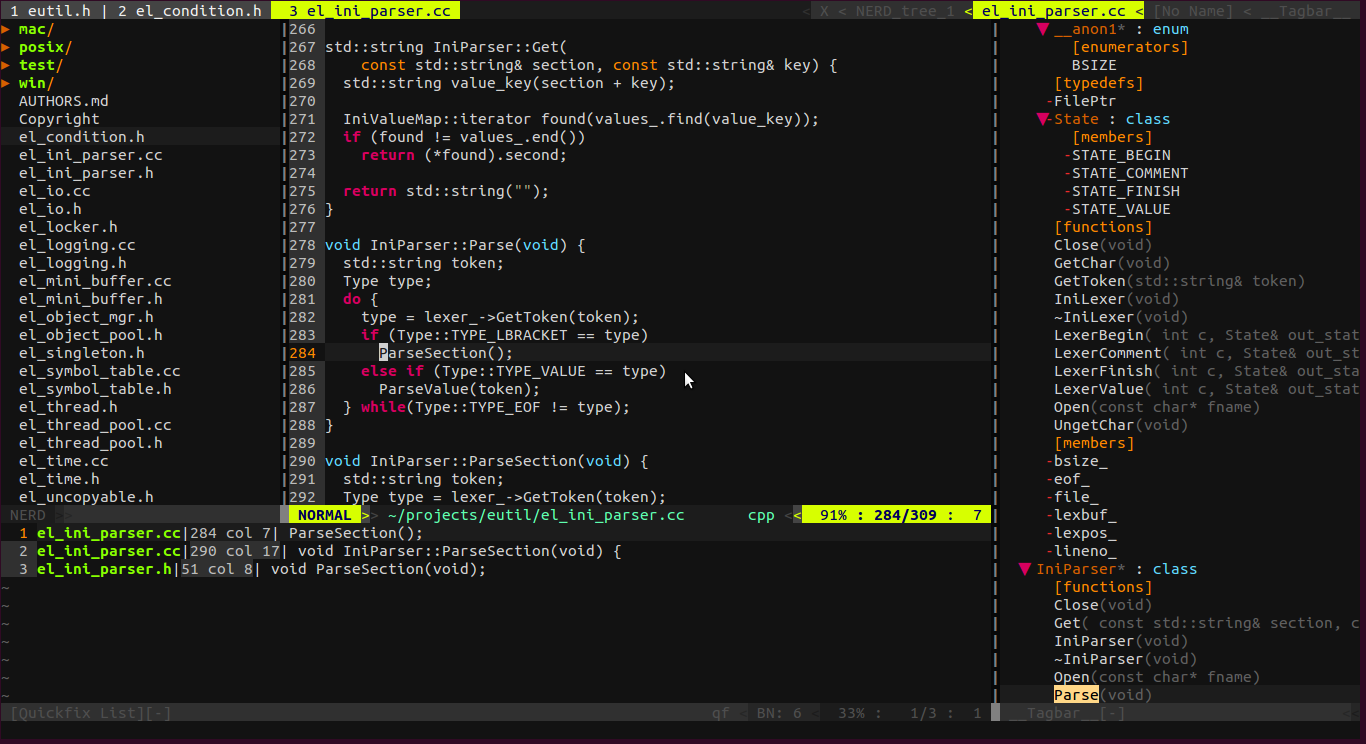 1 eutil.h | 2 el_condition.h 3 el_ini_parser.cc < X < NERD_tree_1 < el_ini_parser.cc < [No Name] < __Tagbar__
▶ mac/
▶ posix/
▶ test/
▶ win/
AUTHORS.md
Copyright
el_condition.h
el_ini_parser.cc
el_ini_parser.h
el_io.cc
el_io.h
el_locker.h
el_logging.cc
el_logging.h
el_mini_buffer.cc
el_mini_buffer.h
el_object_mgr.h
el_object_pool.h
el_singleton.h
el_symbol_table.cc
el_symbol_table.h
el_thread.h
el_thread_pool.cc
el_thread_pool.h
el_time.cc
el_time.h
el_uncopyable.h
NERD >>
266
267 std::string IniParser::Get(
268     const std::string& section, const std::string& key) {
269   std::string value_key(section + key);
270
271   IniValueMap::iterator found(values_.find(value_key));
272   if (found != values_.end())
273     return (*found).second;
274
275   return std::string("");
276 }
277
278 void IniParser::Parse(void) {
279   std::string token;
280   Type type;
281   do {
282     type = lexer_->GetToken(token);
283     if (Type::TYPE_LBRACKET == type)
284       ParseSection();
285     else if (Type::TYPE_VALUE == type)
286       ParseValue(token);
287   } while(Type::TYPE_EOF != type);
288 }
289
290 void IniParser::ParseSection(void) {
291   std::string token;
292   Type type = lexer_->GetToken(token);
NORMAL >> ~/projects/eutil/el_ini_parser.cc cpp << 91% : 284/309 : 7
1 el_ini_parser.cc|284 col 7| ParseSection();
2 el_ini_parser.cc|290 col 17| void IniParser::ParseSection(void) {
3 el_ini_parser.h|51 col 8| void ParseSection(void);
~
~
~
~
~
~
~
[Quickfix List][-] qf < BN: 6 < 33% : 1/3 : 1
▼ __anon1* : enum
[enumerators]
BSIZE
[typedefs]
-FilePtr
▼-State : class
[members]
-STATE_BEGIN
-STATE_COMMENT
-STATE_FINISH
-STATE_VALUE
[functions]
Close(void)
GetChar(void)
GetToken(std::string& token)
IniLexer(void)
~IniLexer(void)
LexerBegin( int c, State& out_stat
LexerComment( int c, State& out_st
LexerFinish( int c, State& out_sta
LexerValue( int c, State& out_stat
Open(const char* fname)
UngetChar(void)
[members]
-bsize_
-eof_
-file_
-lexbuf_
-lexpos_
-lineno_
▼ IniParser* : class
[functions]
Close(void)
Get( const std::string& section, c
IniParser(void)
~IniParser(void)
Open(const char* fname)
Parse(void)
__Tagbar__[-] <<